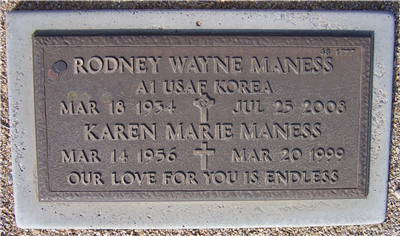 RODNEY WAYNE MANESS
A1 USAF KOREA
MAR 18 1934 JUL 25 2008
KAREN MARIE MANESS
MAR 14 1956 MAR 20 1999
OUR LOVE FOR YOU IS ENDLESS